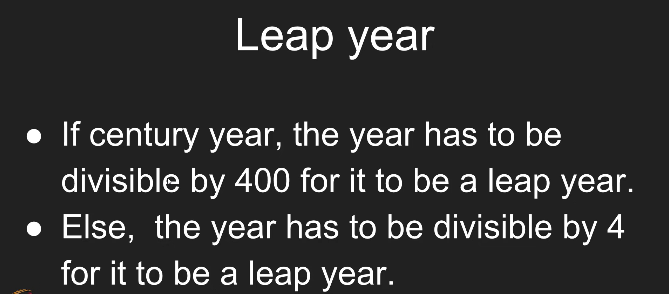 Leap year
● If century year, the year has to be
divisible by 400 for it to be a leap year.
● Else,  the year has to be divisible by 4
for it to be a leap year.